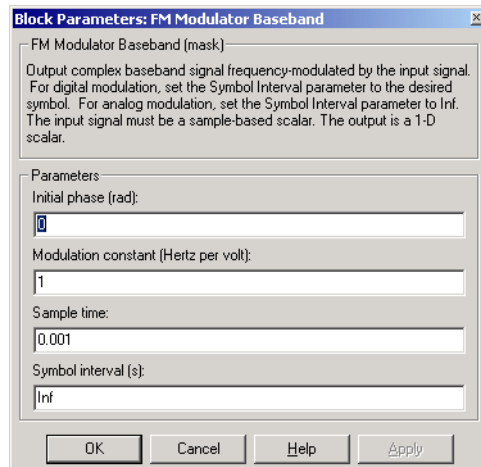 Block Parameters: FM Modulator Baseband
FM Modulator Baseband (mask)
Output complex baseband signal frequency-modulated by the input signal.
For digital modulation, set the Symbol Interval parameter to the desired
symbol. For analog modulation, set the Symbol Interval parameter to Inf.
The input signal must be a sample-based scalar. The output is a 1-D
scalar.
Parameters
Initial phase (rad):
0
Modulation constant (Hertz per volt):
1
Sample time:
0.001
Symbol interval (s):
Inf
OK Cancel Help Apply